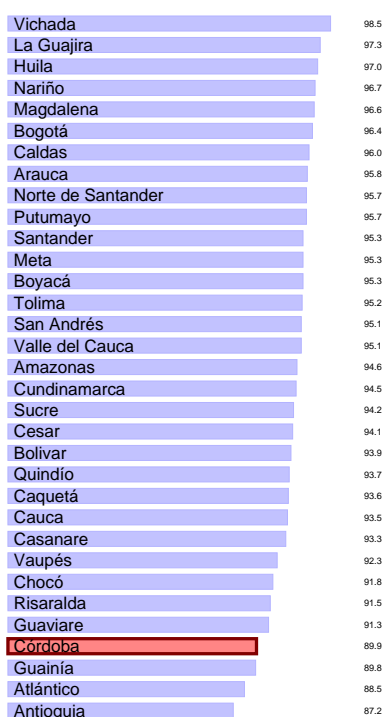 Vichada 98.5
La Guajira 97.3
Huila 97.0
Nariño 96.7
Magdalena 96.6
Bogotá 96.4
Caldas 96.0
Arauca 95.8
Norte de Santander 95.7
Putumayo 95.7
Santander 95.3
Meta 95.3
Boyacá 95.3
Tolima 95.2
San Andrés 95.1
Valle del Cauca 95.1
Amazonas 94.6
Cundinamarca 94.5
Sucre 94.2
Cesar 94.1
Bolivar 93.9
Quindío 93.7
Caquetá 93.6
Cauca 93.5
Casanare 93.3
Vaupés 92.3
Chocó 91.8
Risaralda 91.5
Guaviare 91.3
Córdoba 89.9
Guainía 89.8
Atlántico 88.5
Antioquia 87.2